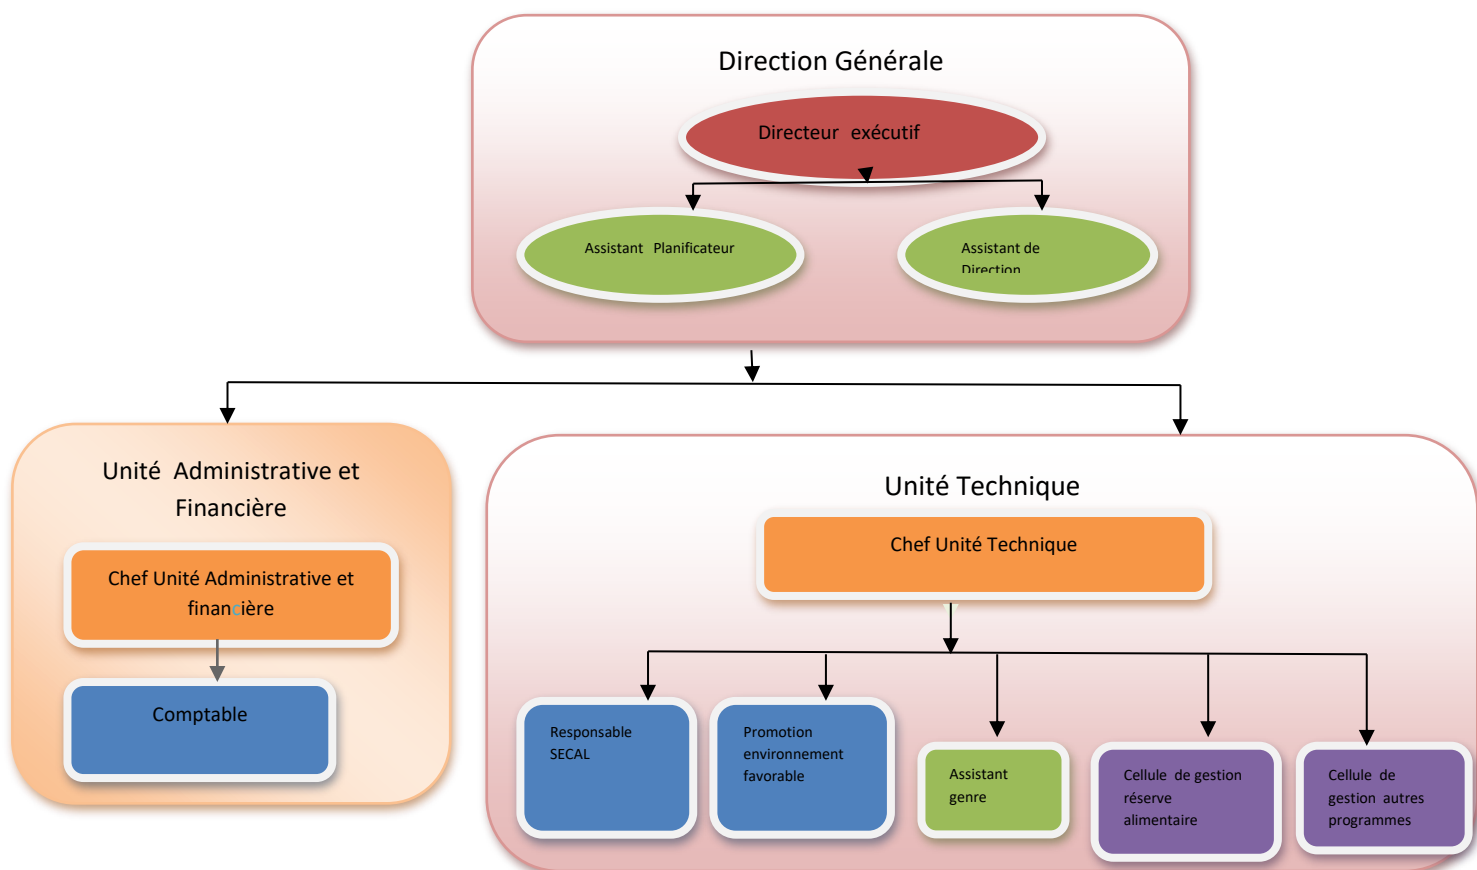 Direction Générale
Directeur exécutif
Assistant Planificateur
Assistant de
Direction
Unité Administrative et
Financière
Chef Unité Administrative et
financière
Comptable
Unité Technique
Chef Unité Technique
Responsable
SECAL
Promotion
environnement
favorable
Assistant
genre
Cellule de gestion
réserve
alimentaire
Cellule de
gestion autres
programmes